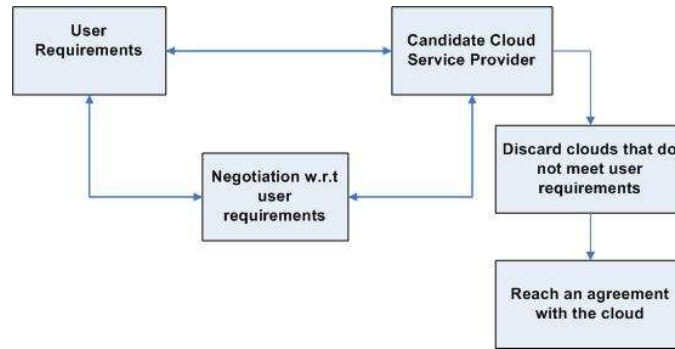 User
Requirements
Candidate Cloud
Service Provider
Negotiation w.r.t
user
requirements
Discard clouds that do
not meet user
requirements
Reach an agreement
with the cloud